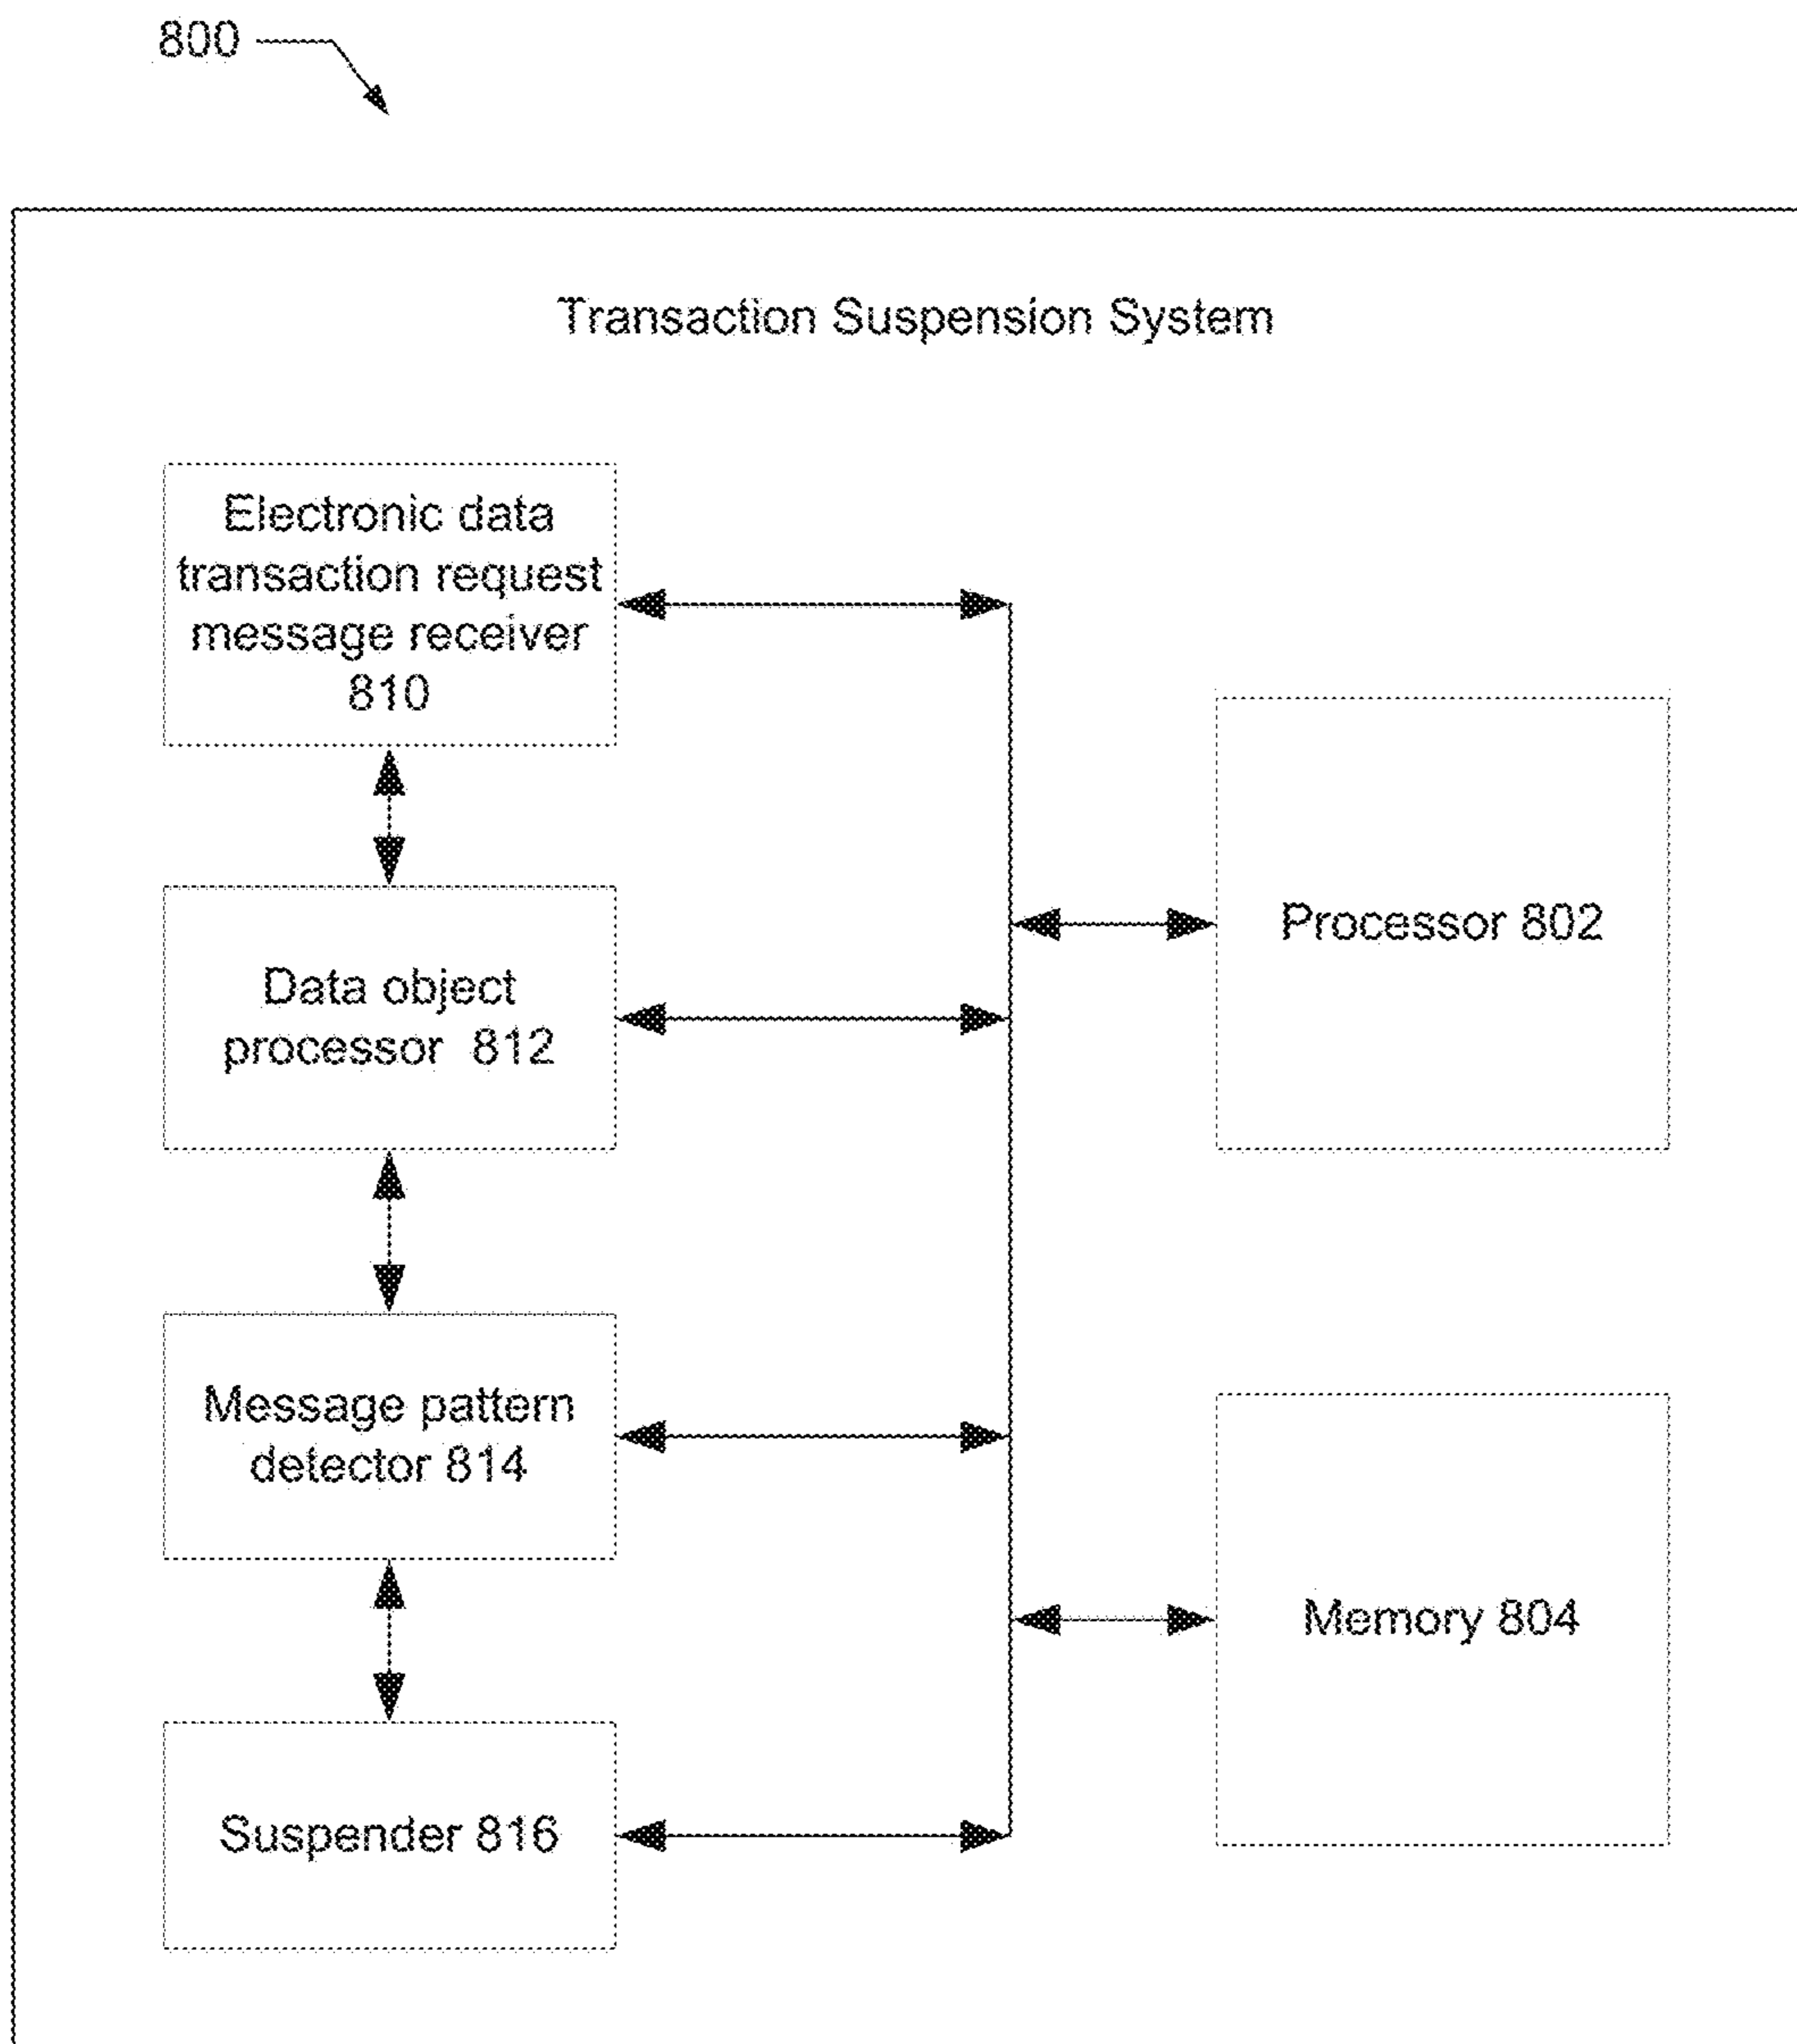 800
Transaction Suspension System
Electronic data
transaction request
message receiver
810
Processor 802
Data object
processor 812
Message pattern
detector 814
Memory 804
Suspender 816